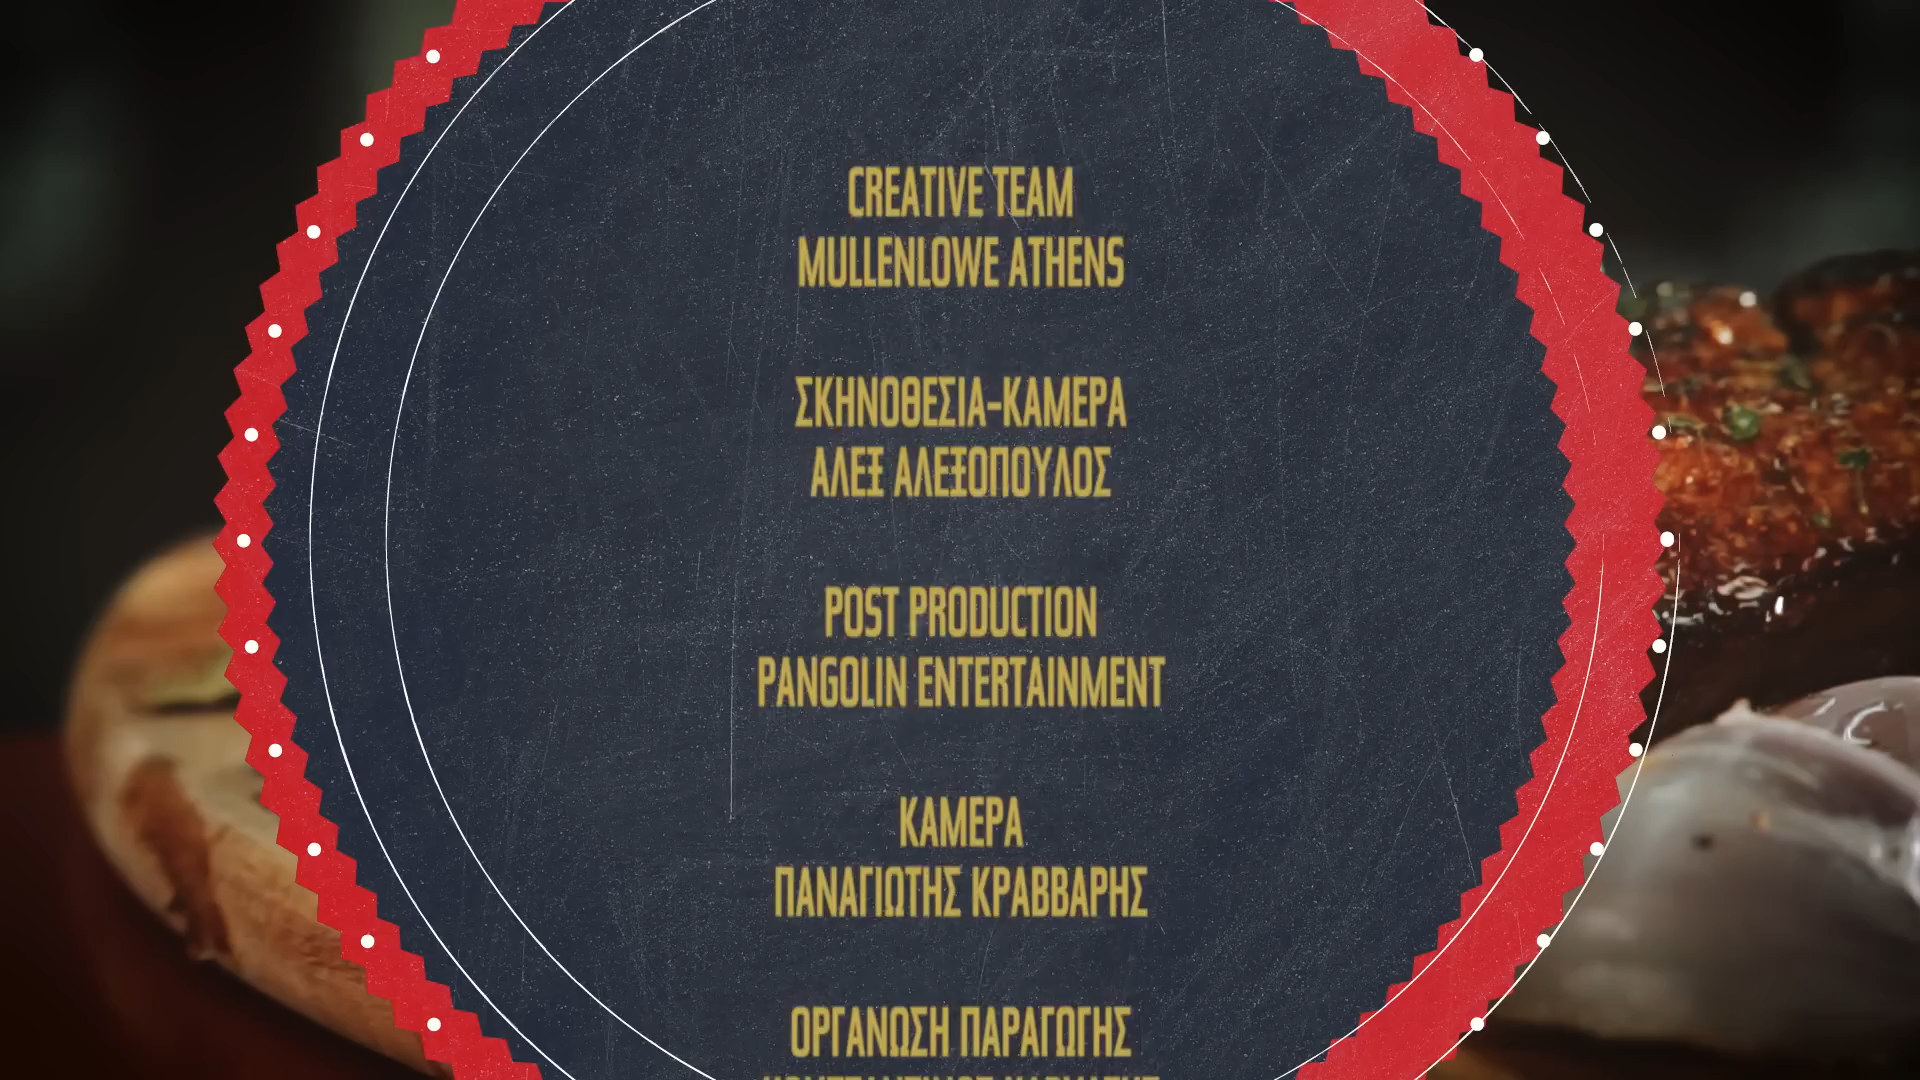 CREATIVE TEAM
MULLENLOWE ATHENS
ΣΚΗΝΟΘΕΣΙΑ-ΚΑΜΕΡΑ
ΑΛΕΞ ΑΛΕΞΟΠΟΥΛΟΣ
POST PRODUCTION
PANGOLIN ENTERTAINMENT
ΚΑΜΕΡΑ
ΠΑΝΑΓΙΩΤΗΣ ΚΡΑΒΒΑΡΗΣ
ΟΡΓΑΝΩΣΗ ΠΑΡΑΓΩΓΗΣ